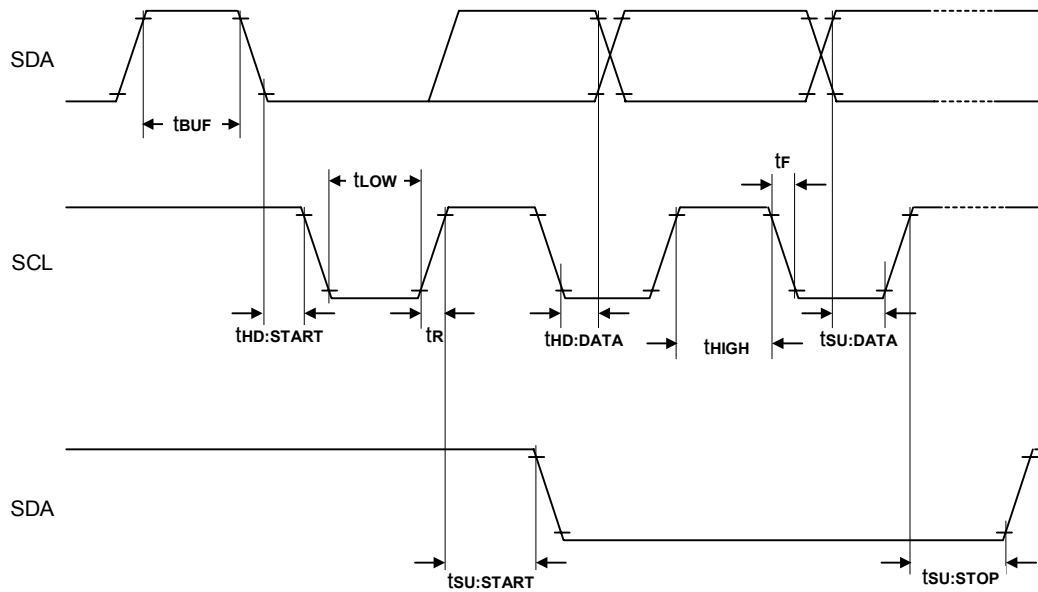 SDA
tBUF
tLOW
tF
SCL
tHD:START
tR
tHD:DATA
tHIGH
tSU:DATA
SDA
tSU:START
tSU:STOP